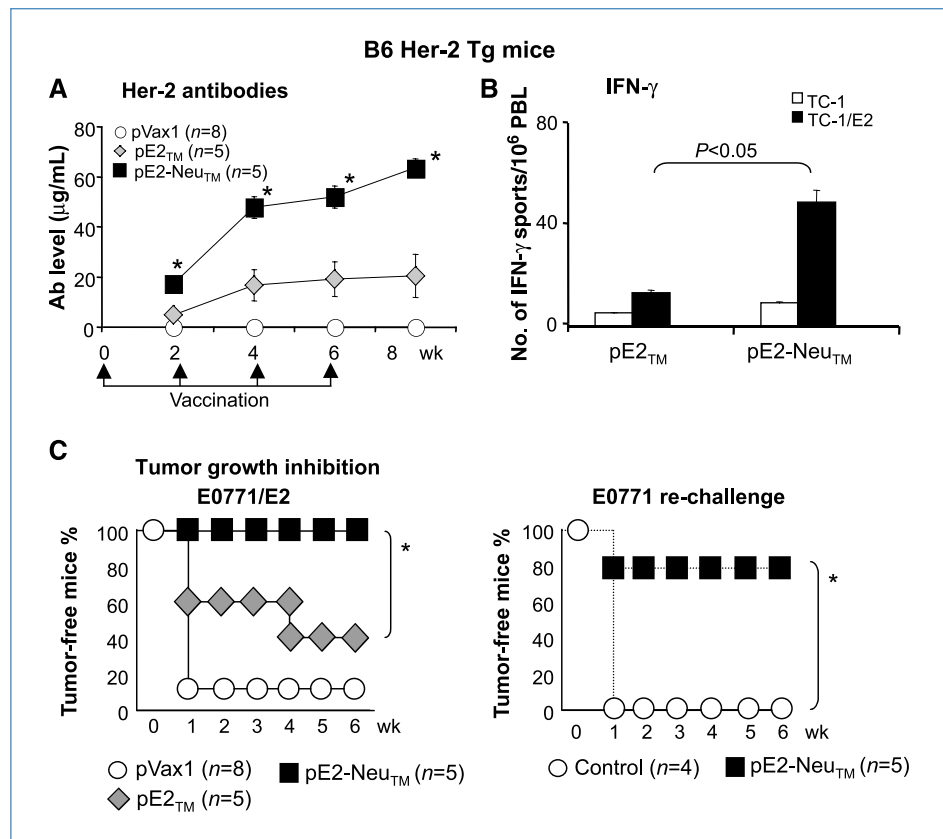 B6 Her-2 Tg mice
A
Her-2 antibodies
pVax1 (n=8)
pE2TM (n=5)
pE2-NeuTM (n=5)
Ab level (μg/mL)
80
60
40
20
0
*
*
*
*
0 2 4 6 8 wk
Vaccination
B
IFN-γ
TC-1
TC-1/E2
P<0.05
No. of IFN-γ sports/10⁶ PBL
80
40
0
pE2TM pE2-NeuTM
C
Tumor growth inhibition
E0771/E2
Tumor-free mice %
100
80
60
40
20
0
*
0 1 2 3 4 5 6 wk
pVax1 (n=8) pE2-NeuTM (n=5)
pE2TM (n=5)
E0771 re-challenge
Tumor-free mice %
100
80
60
40
20
0
*
0 1 2 3 4 5 6 wk
Control (n=4) pE2-NeuTM (n=5)